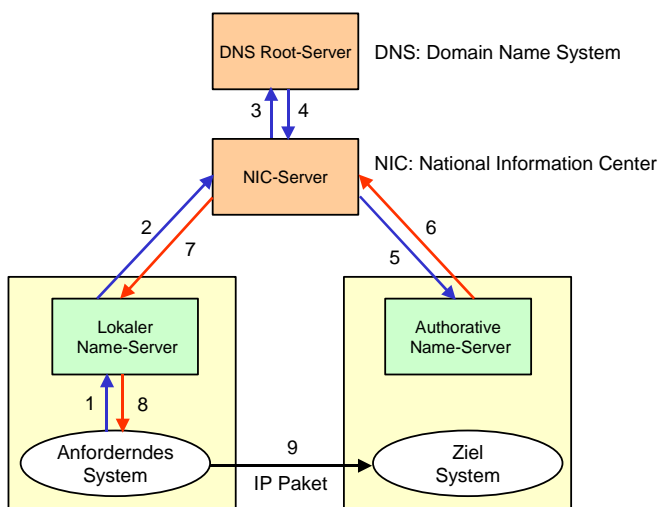 DNS Root-Server
DNS: Domain Name System
3
4
NIC-Server
NIC: National Information Center
2
7
6
5
Lokaler
Name-Server
Authorative
Name-Server
1
8
Anforderndes
System
9
IP Paket
Ziel
System